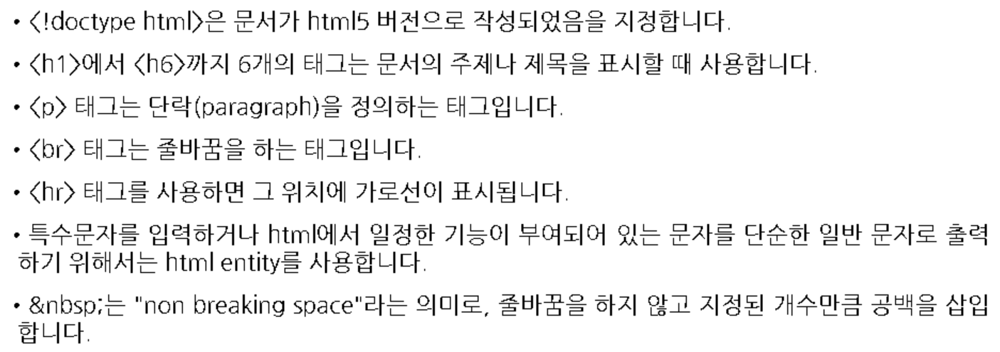 • <!doctype html>은 문서가 html5 버전으로 작성되었음을 지정합니다.
• <h1>에서 <h6>까지 6개의 태그는 문서의 주제나 제목을 표시할 때 사용합니다.
• <p> 태그는 단락(paragraph)을 정의하는 태그입니다.
• <br> 태그는 줄바꿈을 하는 태그입니다.
• <hr> 태그를 사용하면 그 위치에 가로선이 표시됩니다.
• 특수문자를 입력하거나 html에서 일정한 기능이 부여되어 있는 문자를 단순한 일반 문자로 출력
하기 위해서는 html entity를 사용합니다.
• &nbsp;는 "non breaking space"라는 의미로, 줄바꿈을 하지 않고 지정된 개수만큼 공백을 삽입
합니다.